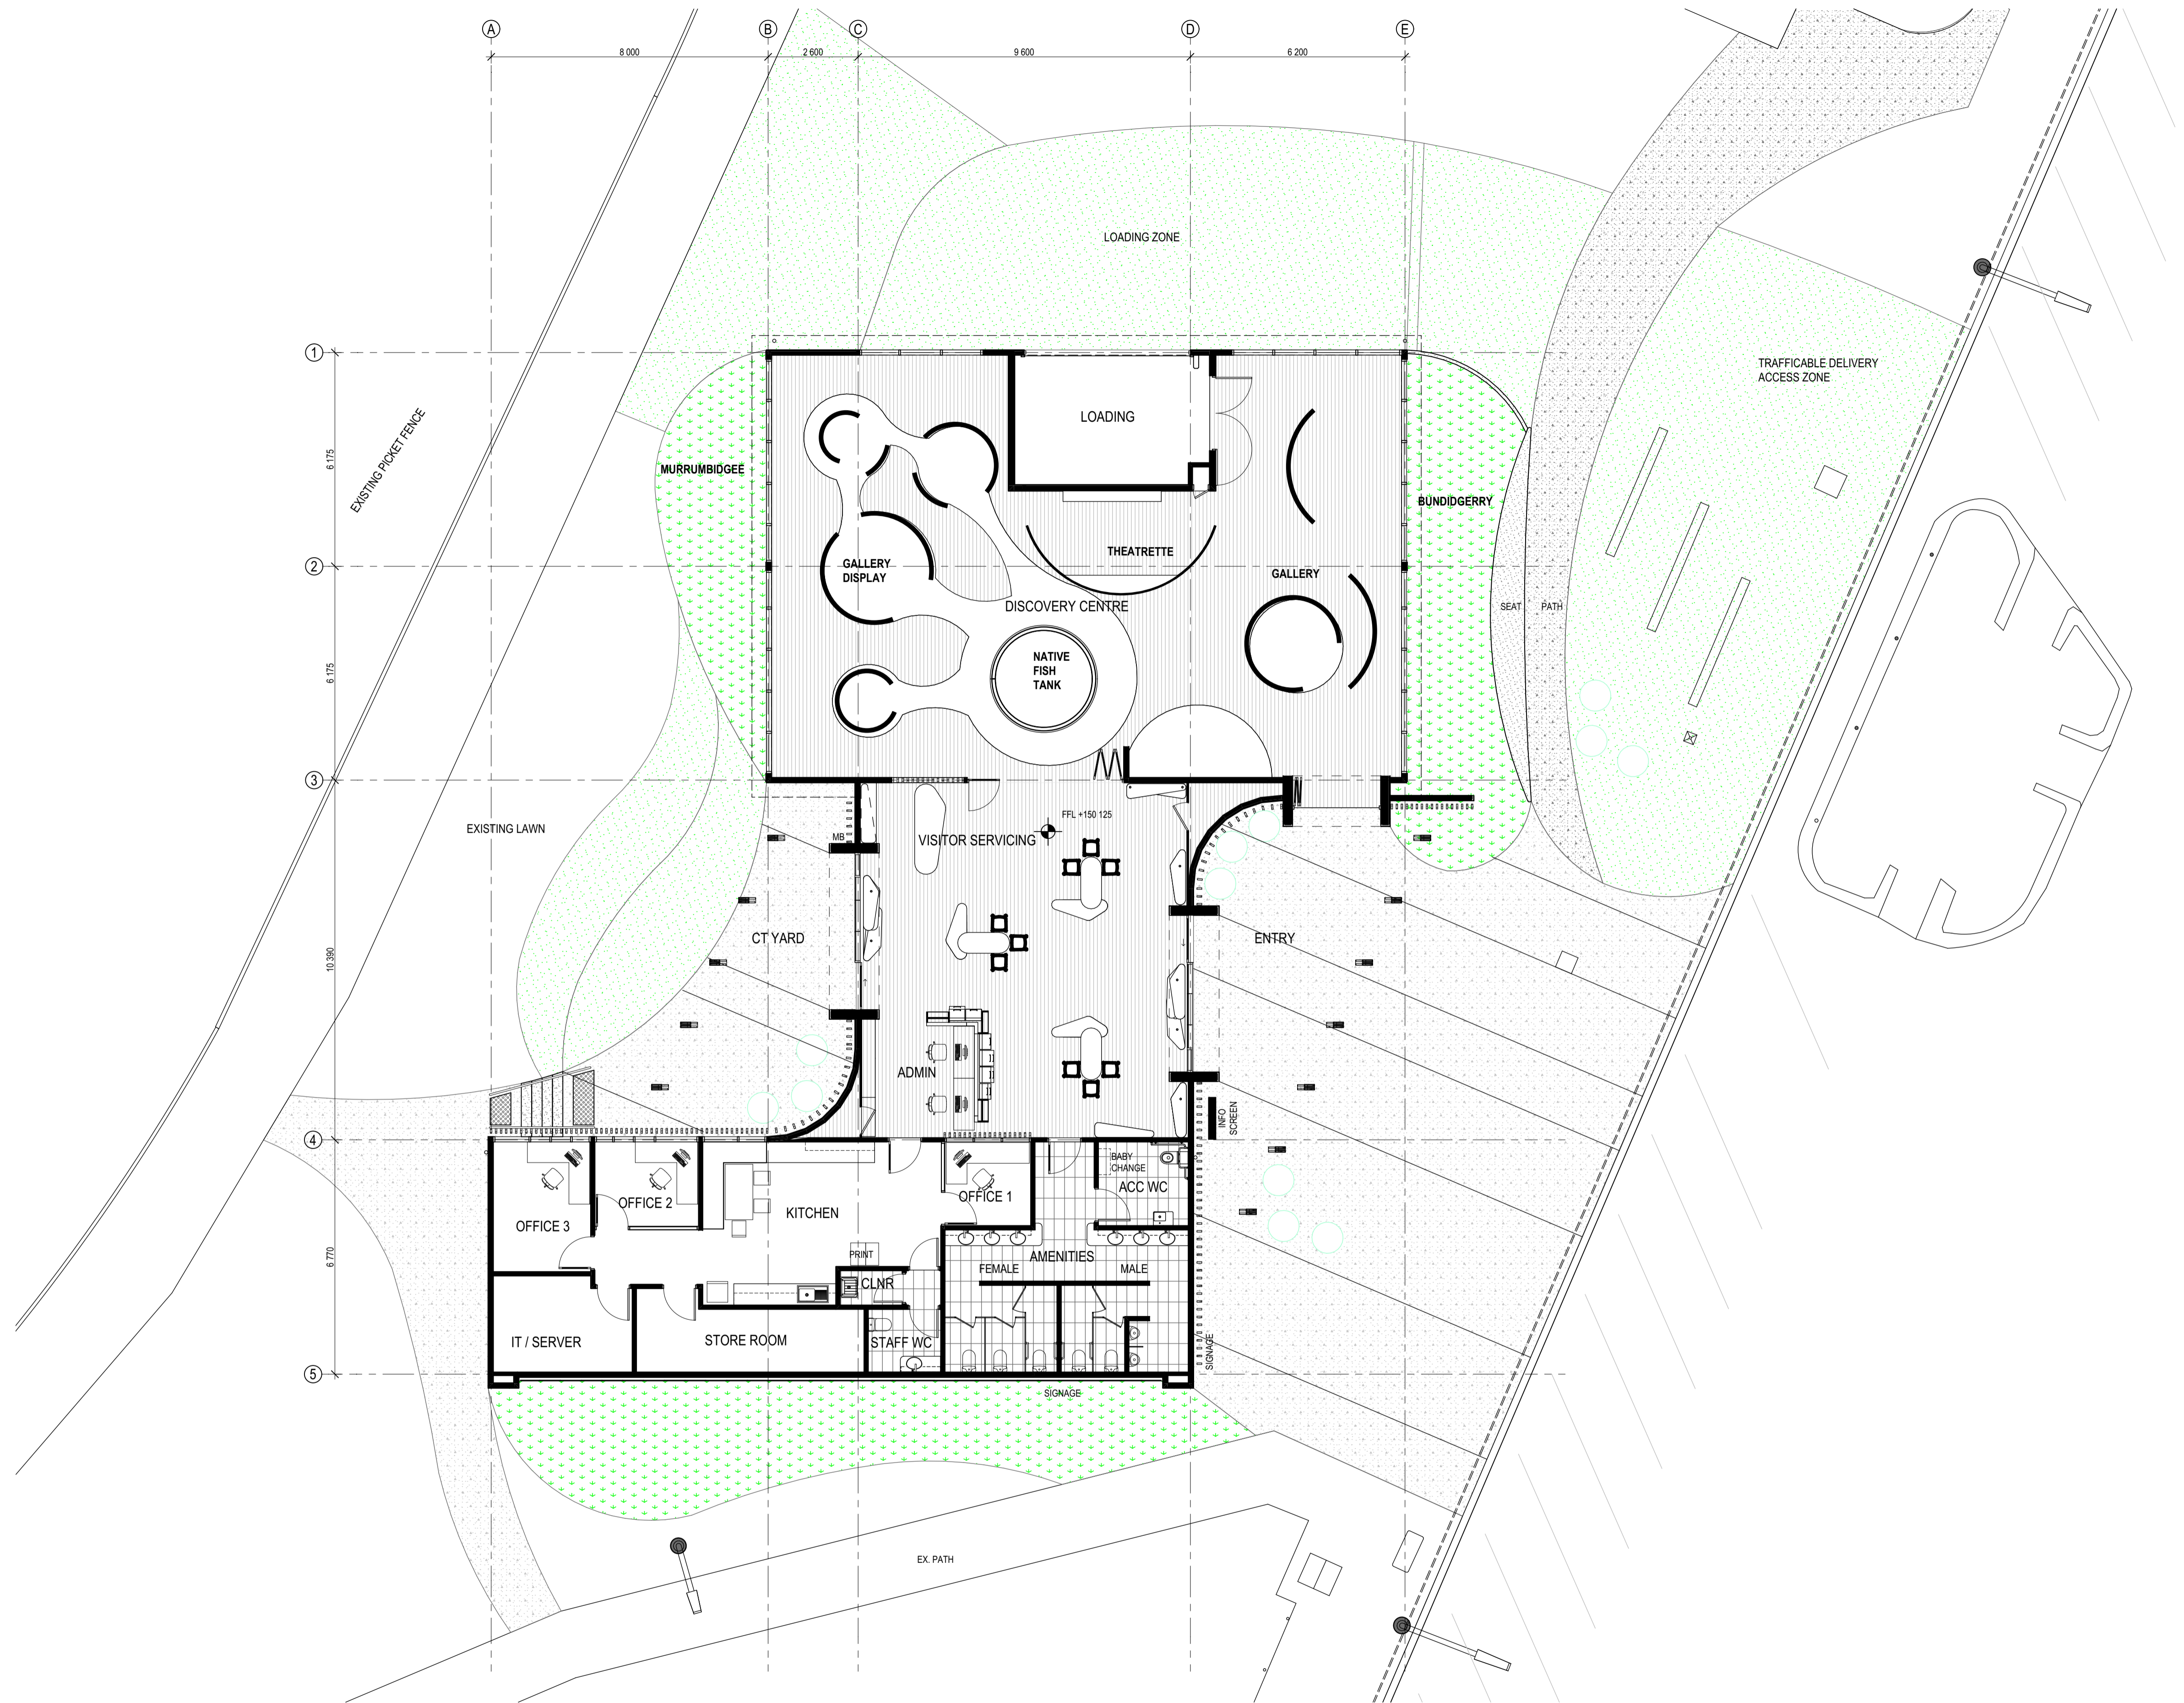 A
B
C
D
E
8 000
2 600
9 600
6 200
LOADING ZONE
1
TRAFFICABLE DELIVERY
ACCESS ZONE
EXISTING PICKET FENCE
6 175
LOADING
MURRUMBIDGEE
BUNDIDGERRY
THEATRETTE
2
GALLERY
DISPLAY
GALLERY
DISCOVERY CENTRE
SEAT
PATH
NATIVE
FISH
TANK
6 175
3
FFL +150 125
EXISTING LAWN
MB
VISITOR SERVICING
CT YARD
ENTRY
10 390
ADMIN
INFO
SCREEN
4
BABY
CHANGE
ACC WC
OFFICE 1
OFFICE 2
OFFICE 3
KITCHEN
PRINT
AMENITIES
6 770
FEMALE
MALE
CLNR
IT / SERVER
STORE ROOM
STAFF WC
SIGNAGE
5
SIGNAGE
EX. PATH